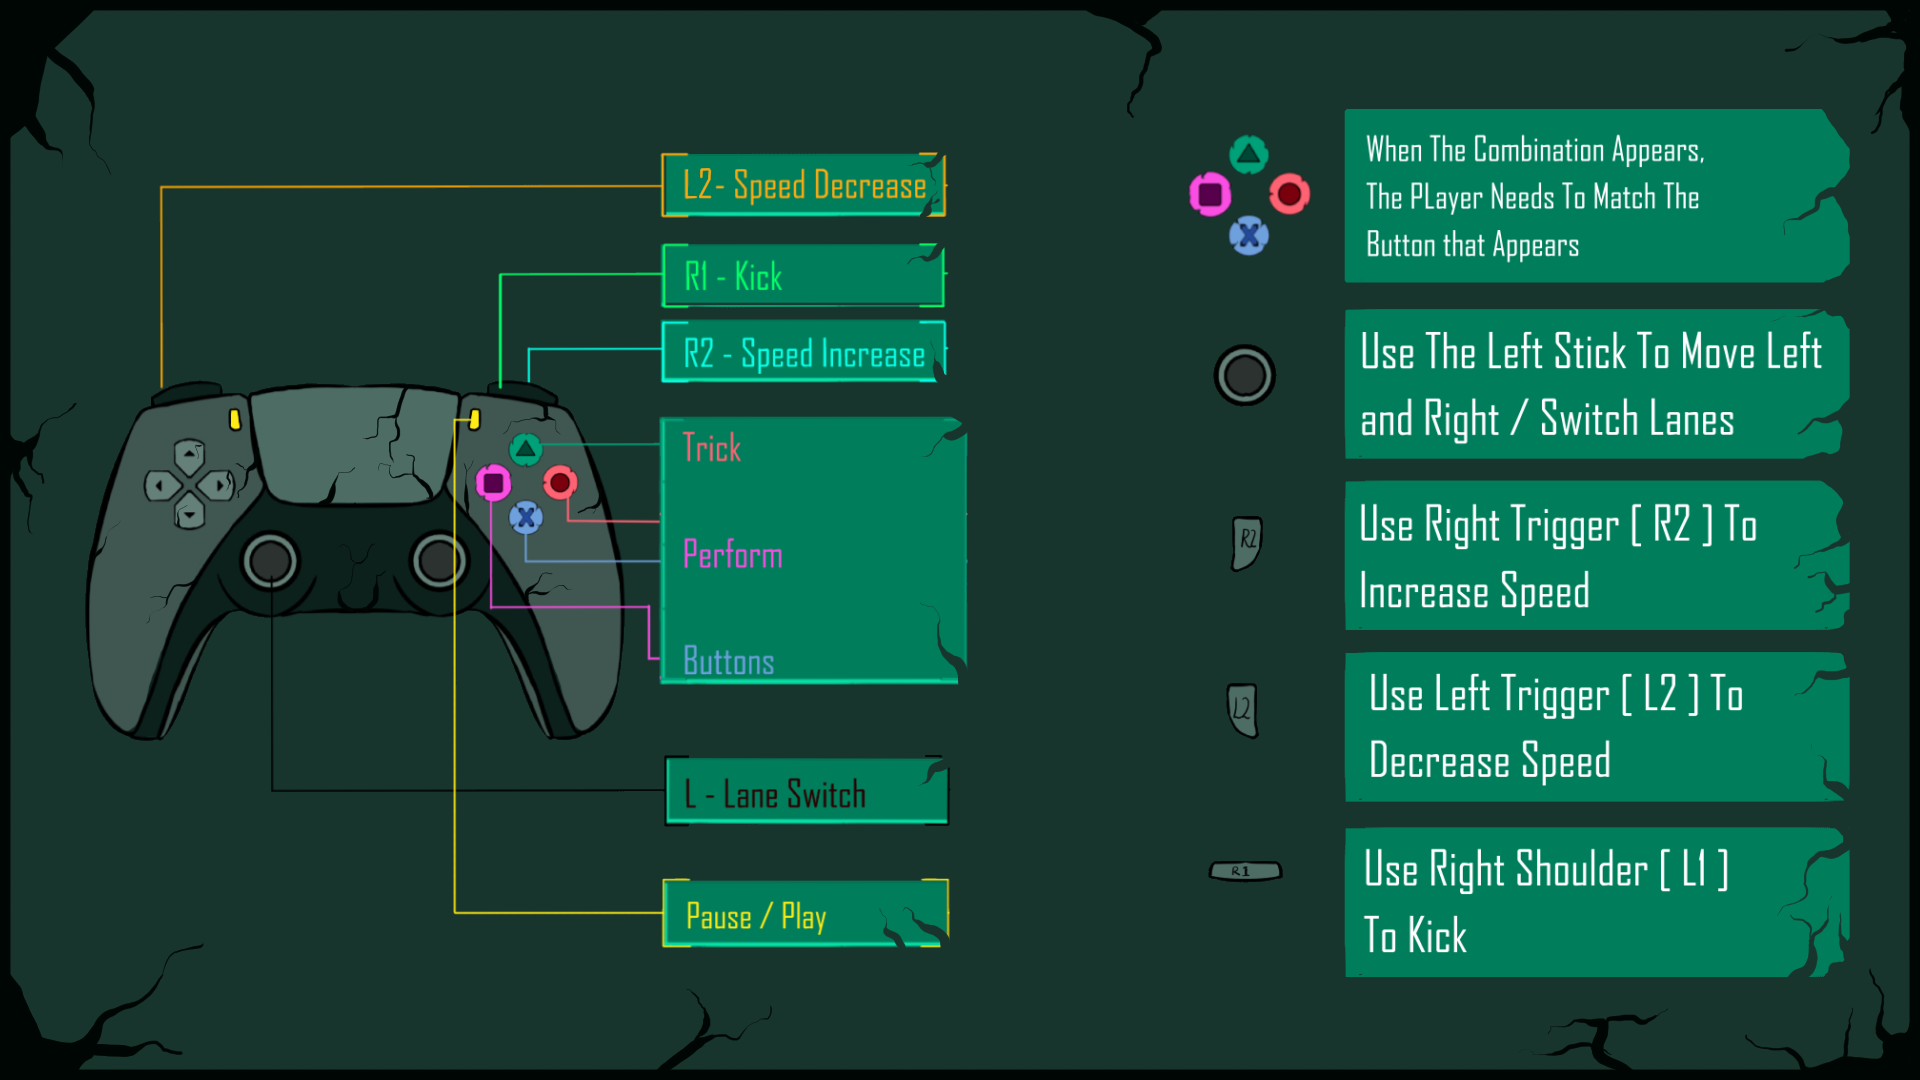 L2- Speed Decrease
R1 - Kick
R2 - Speed Increase
Trick
Perform
Buttons
L - Lane Switch
Pause / Play
When The Combination Appears,
The PLayer Needs To Match The
Button that Appears
Use The Left Stick To Move Left
and Right / Switch Lanes
R2
Use Right Trigger [ R2 ] To
Increase Speed
L2
Use Left Trigger [ L2 ] To
Decrease Speed
R1
Use Right Shoulder [ L1 ]
To Kick